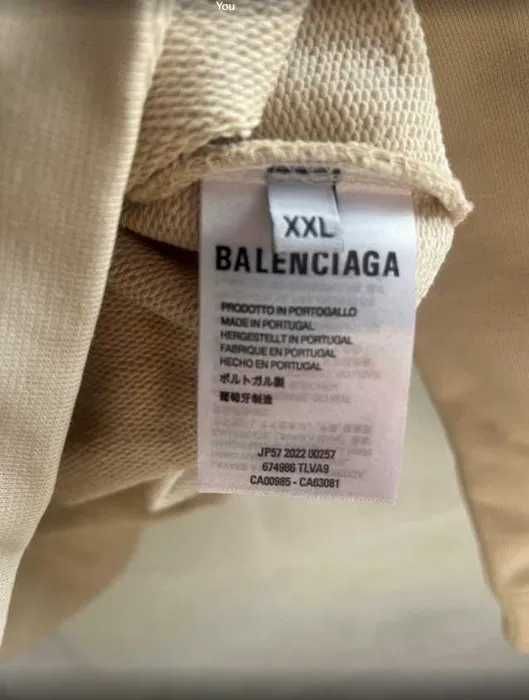 You
XXL
BALENCIAGA
PRODOTTO IN PORTOGALLO
MADE IN PORTUGAL
HERGESTELLT IN PORTUGAL
FABRIQUE EN PORTUGAL
HECHO EN PORTUGAL
ポルトガル製
葡萄牙制造
JP57 2022 00257
674986 TLVA9
CA00985 - CA63081